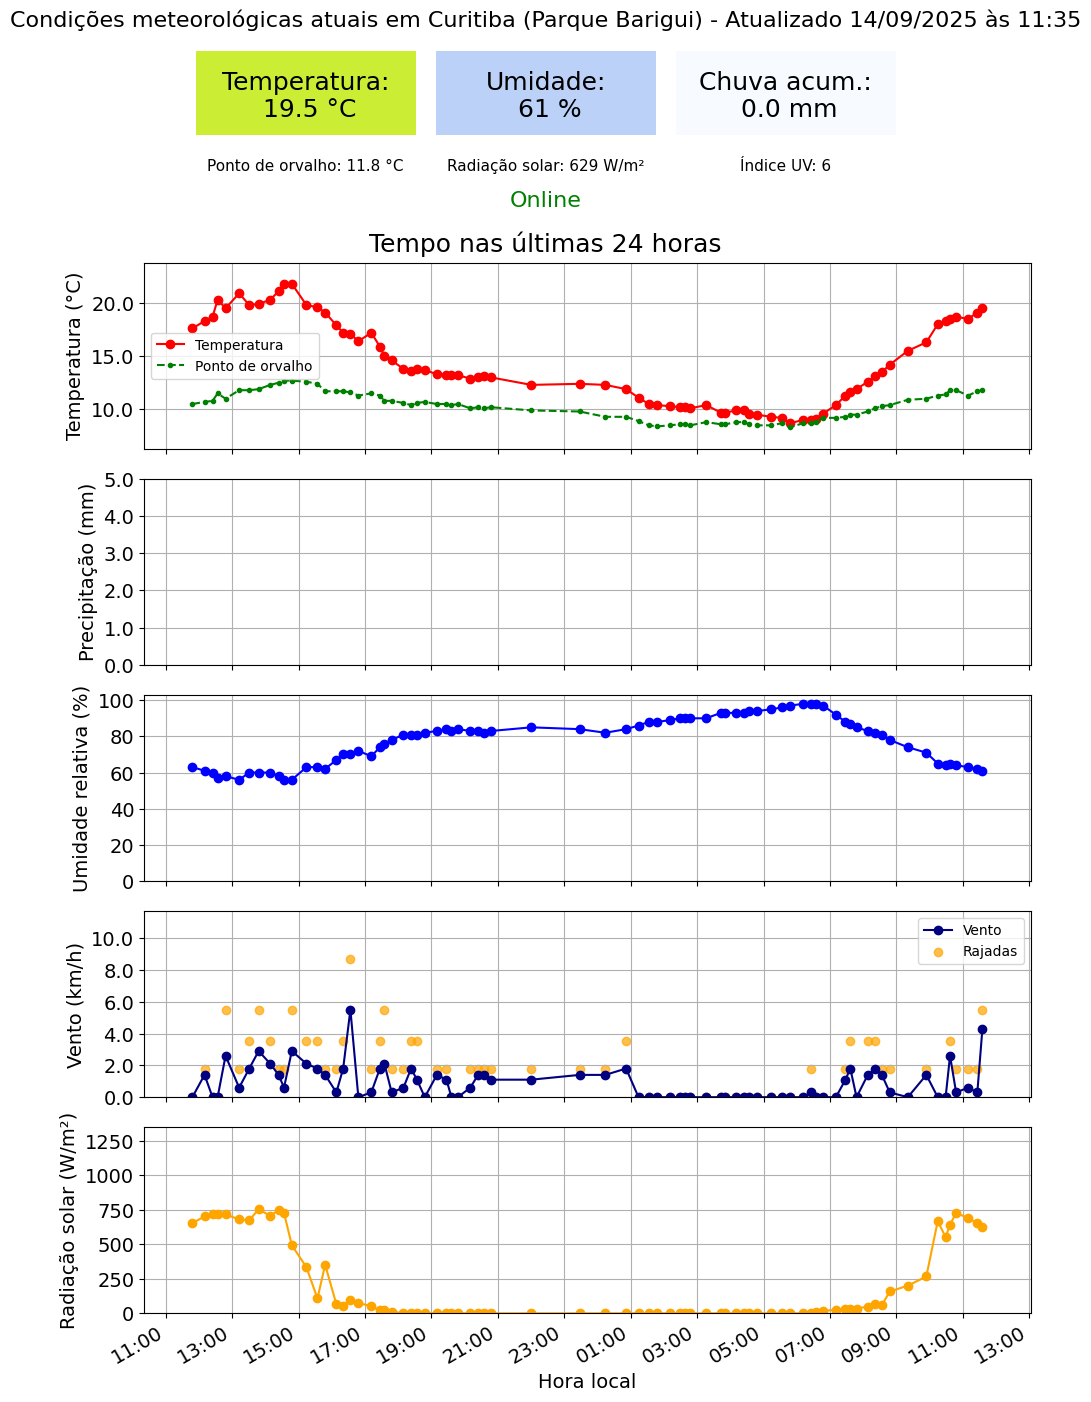 Condições meteorológicas atuais em Curitiba (Parque Barigui) - Atualizado 14/09/2025 às 11:35
Temperatura:
19.5 °C
Umidade:
61 %
Chuva acum.:
0.0 mm
Ponto de orvalho: 11.8 °C
Radiação solar: 629 W/m²
Índice UV: 6
Online
Tempo nas últimas 24 horas
Temperatura (°C)
20.0
15.0
10.0
Temperatura
Ponto de orvalho
Precipitação (mm)
5.0
4.0
3.0
2.0
1.0
0.0
Umidade relativa (%)
100
80
60
40
20
0
Vento (km/h)
10.0
8.0
6.0
4.0
2.0
0.0
Vento
Rajadas
Radiação solar (W/m²)
1250
1000
750
500
250
0
11:00
13:00
15:00
17:00
19:00
21:00
23:00
01:00
03:00
05:00
07:00
09:00
11:00
13:00
Hora local